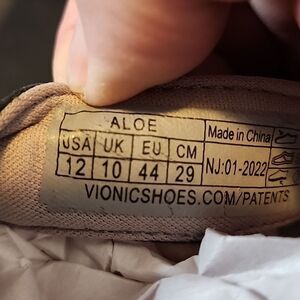 ALOE
USA UK EU CM
12 10 44 29
Made in China
NJ:01-2022
VIONICSHOES.COM/PATENTS